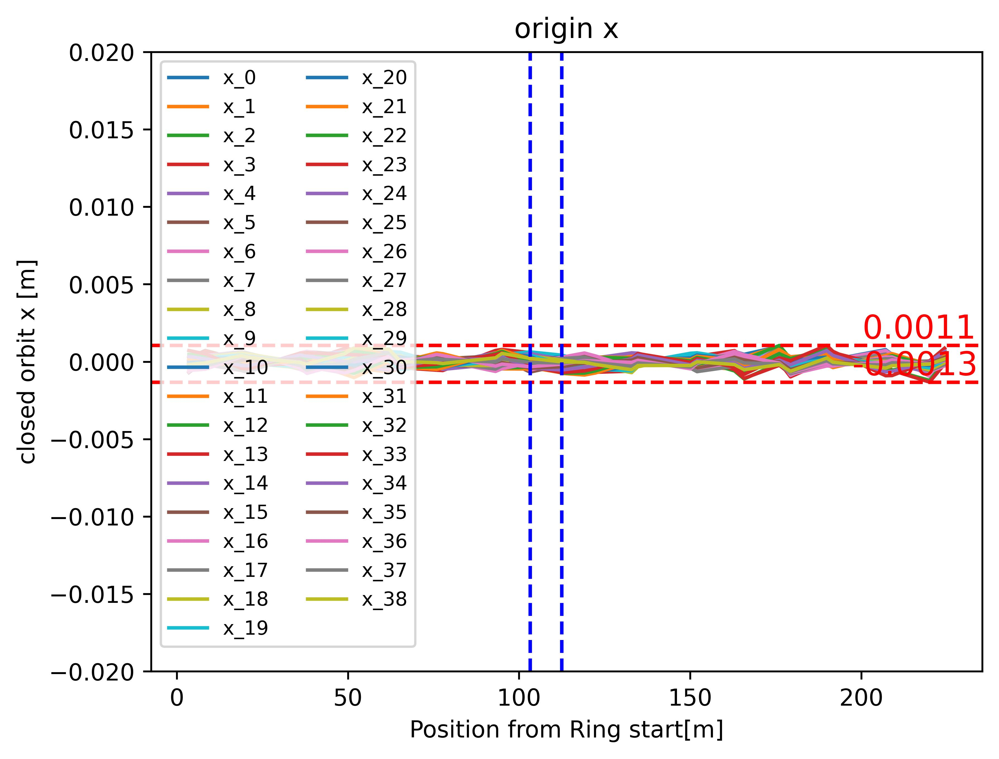 origin x
0.020
0.015
0.010
0.005
0.000
−0.005
−0.010
−0.015
−0.020
closed orbit x [m]
x_0
x_1
x_2
x_3
x_4
x_5
x_6
x_7
x_8
x_9
x_10
x_11
x_12
x_13
x_14
x_15
x_16
x_17
x_18
x_19
x_20
x_21
x_22
x_23
x_24
x_25
x_26
x_27
x_28
x_29
x_30
x_31
x_32
x_33
x_34
x_35
x_36
x_37
x_38
0.0011
-0.0013
0
50
100
150
200
Position from Ring start[m]